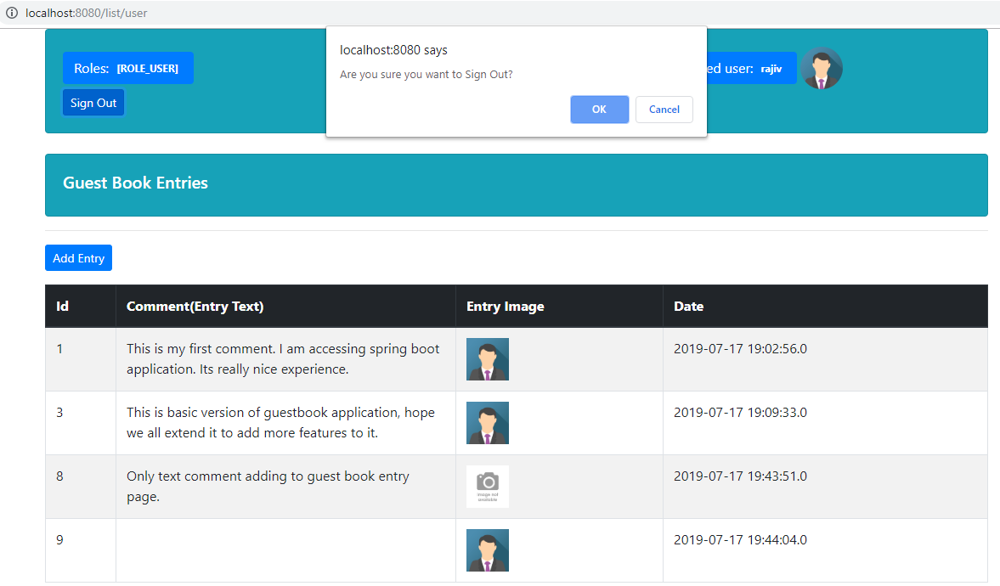 localhost:8080/list/user
localhost:8080 says
Are you sure you want to Sign Out?
OK
Cancel
Roles: [ROLE_USER]
ed user: rajiv
Sign Out
Guest Book Entries
Add Entry
Id Comment(Entry Text) Entry Image Date
1 This is my first comment. I am accessing spring boot 2019-07-17 19:02:56.0
application. Its really nice experience.
3 This is basic version of guestbook application, hope 2019-07-17 19:09:33.0
we all extend it to add more features to it.
8 Only text comment adding to guest book entry 2019-07-17 19:43:51.0
page.
Image not
available
9 2019-07-17 19:44:04.0